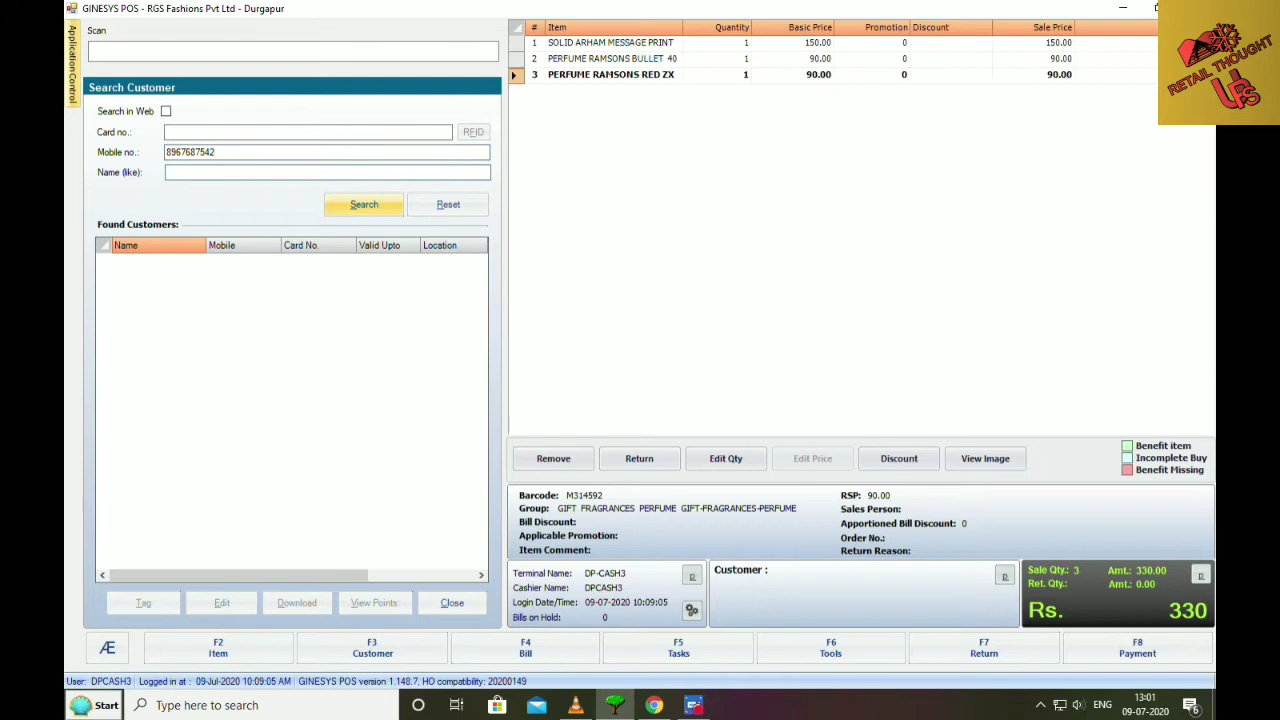 GINESYS POS - RGS Fashions Pvt Ltd - Durgapur
Application Control
Scan
Search Customer
Search in Web
Card no.:
RFID
Mobile no.: 8967687542
Name (like):
Search
Reset
Found Customers:
Name Mobile Card No. Valid Upto Location
Tag
Edit
Download
View Points
Close
# Item Quantity Basic Price Promotion Discount Sale Price
1 SOLID ARHAM MESSAGE PRINT 1 150.00 0 150.00
2 PERFUME RAMSONS BULLET 40 1 90.00 0 90.00
3 PERFUME RAMSONS RED ZX 1 90.00 0 90.00
RETAIL THOUGHT
UPS
Remove
Return
Edit Qty
Edit Price
Discount
View Image
Benefit item
Incomplete Buy
Benefit Missing
Barcode: M314592
Group: GIFT FRAGRANCES PERFUME GIFT-FRAGRANCES-PERFUME
Bill Discount:
Applicable Promotion:
Item Comment:
RSP: 90.00
Sales Person:
Apportioned Bill Discount: 0
Order No.:
Return Reason:
Terminal Name: DP-CASH3
Cashier Name: DPCASH3
Login Date/Time: 09-07-2020 10:09:05
Bills on Hold: 0
Customer :
Sale Qty.: 3 Amt.: 330.00
Ret. Qty.: Amt.: 0.00
Rs. 330
Æ
F2
Item
F3
Customer
F4
Bill
F5
Tasks
F6
Tools
F7
Return
F8
Payment
User: DPCASH3 Logged in at : 09-Jul-2020 10:09:05 AM GINESYS POS version 1.148.7, HO compatibility: 20200149
Start
Type here to search
ENG
13:01
09-07-2020
5